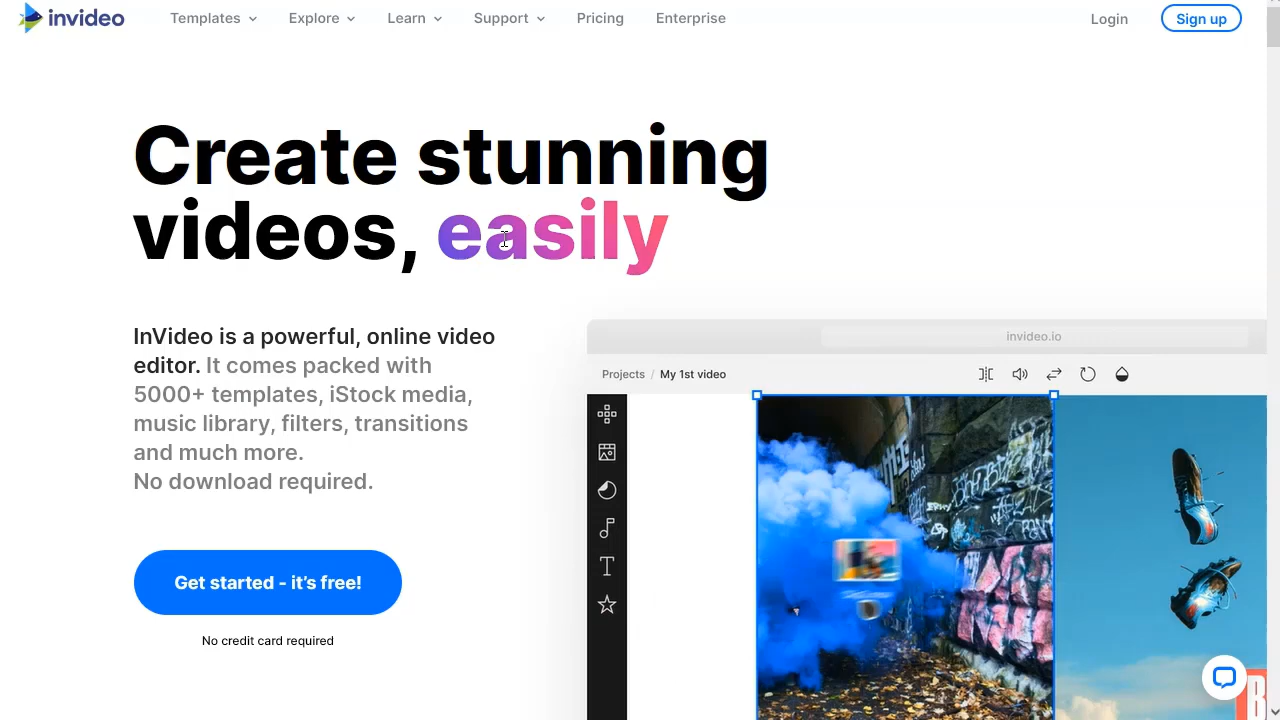 invideo
Templates
Explore
Learn
Support
Pricing
Enterprise
Login
Sign up
Create stunning
videos, easily
InVideo is a powerful, online video
editor. It comes packed with
5000+ templates, iStock media,
music library, filters, transitions
and much more.
No download required.
Get started - it's free!
No credit card required
invideo.io
Projects / My 1st video